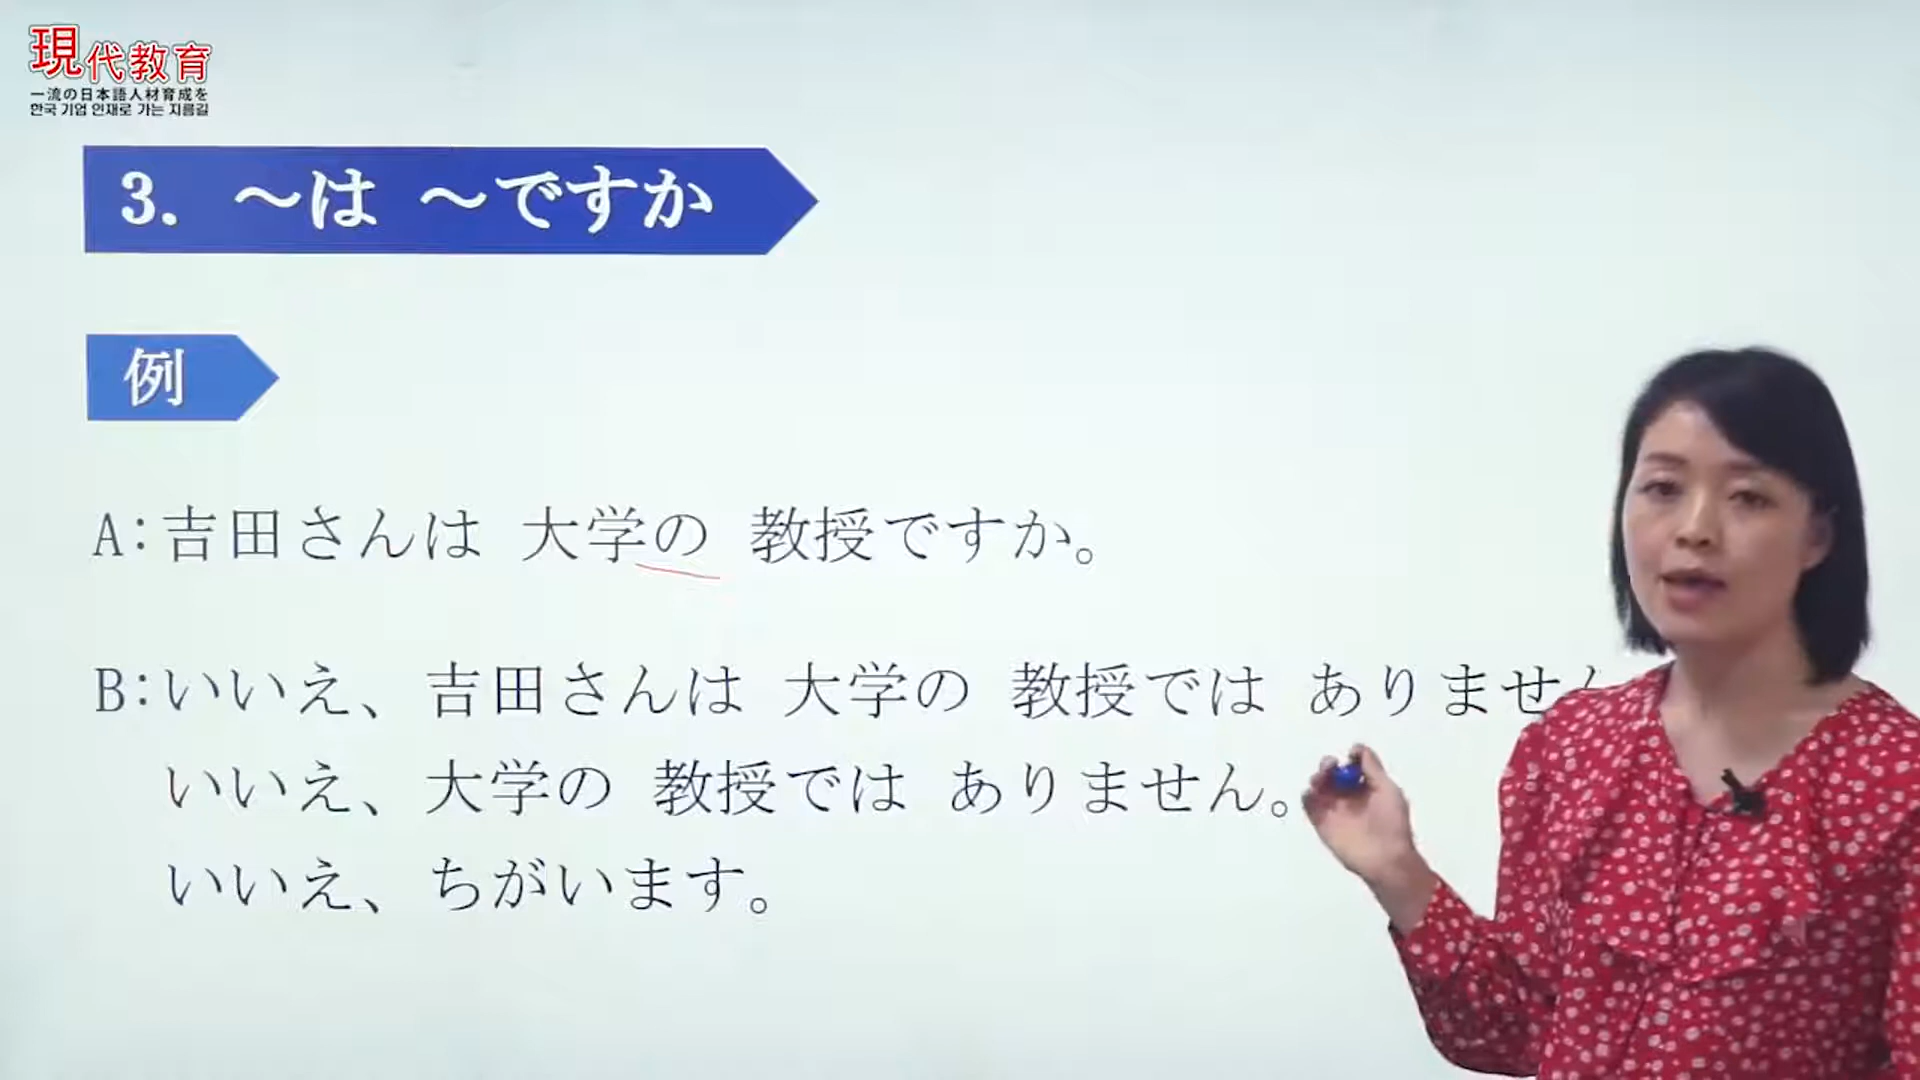 現代教育
一流の日本語人材育成を
한국 기업 인재로 가는 지름길
3. ～は ～ですか
例
A:吉田さんは 大学の 教授ですか。
B:いいえ、吉田さんは 大学の 教授では ありませ
いいえ、大学の 教授では ありません。
いいえ、ちがいます。